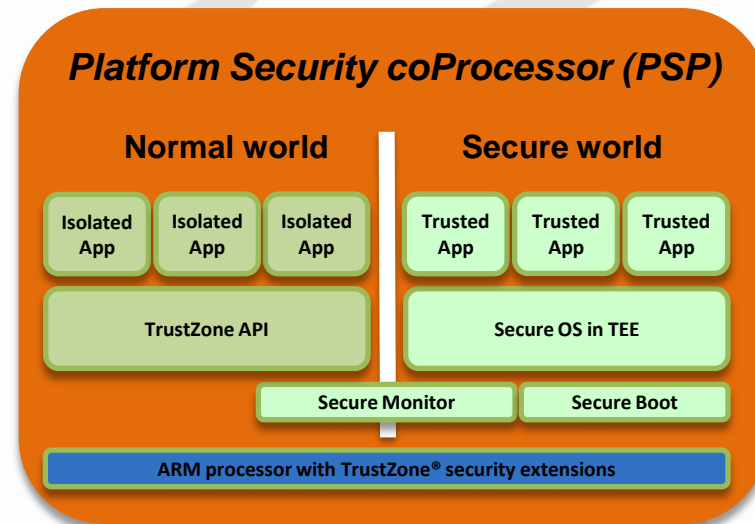 Platform Security coProcessor (PSP)
Normal world
Secure world
Isolated
App
Isolated
App
Isolated
App
Trusted
App
Trusted
App
Trusted
App
TrustZone API
Secure OS in TEE
Secure Monitor
Secure Boot
ARM processor with TrustZone® security extensions